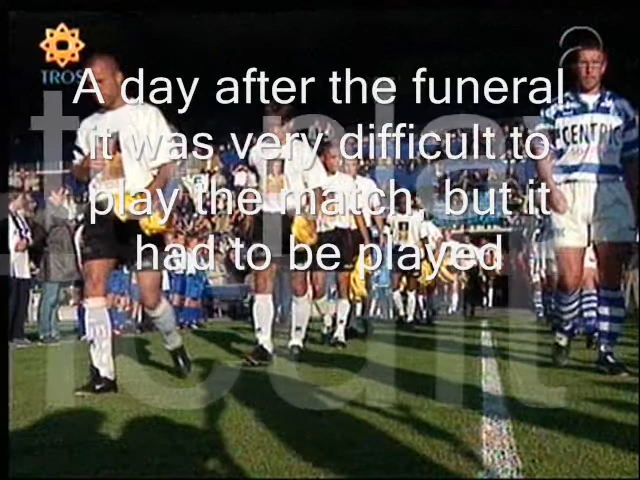 TROS
A day after the funeral
it was very difficult to
play the match, but it
had to be played
CENTRIC